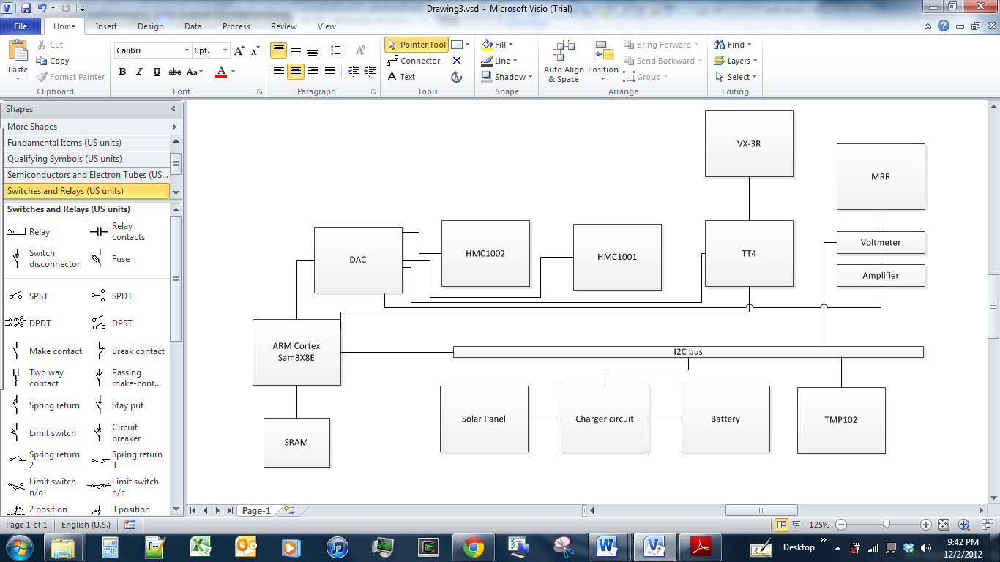 Drawing3.vsd - Microsoft Visio (Trial)
File Home Insert Design Data Process Review View
Paste
Cut
Copy
Format Painter
Clipboard
Calibri 6pt.
B I U abc Aa A
Font
Paragraph
Pointer Tool
Connector
A Text
Tools
Fill
Line
Shadow
Shape
Auto Align
& Space
Position
Bring Forward
Send Backward
Group
Arrange
Find
Layers
Select
Editing
Shapes
More Shapes
Fundamental Items (US units)
Qualifying Symbols (US units)
Semiconductors and Electron Tubes (US...
Switches and Relays (US units)
Switches and Relays (US units)
Relay
Relay
contacts
Switch
disconnector
Fuse
SPST
SPDT
DPDT
DPST
Make contact
Break contact
Two way
contact
Passing
make-cont...
Spring return
Stay put
Limit switch
Circuit
breaker
Spring return
2
Spring return
3
Limit switch
n/o
Limit switch
n/c
2 position
3 position
VX-3R
MRR
DAC
HMC1002
HMC1001
TT4
Voltmeter
Amplifier
ARM Cortex
Sam3X8E
I2C bus
Solar Panel
Charger circuit
Battery
TMP102
SRAM
Page-1
Page 1 of 1
English (U.S.)
125%
Desktop
9:42 PM
12/2/2012